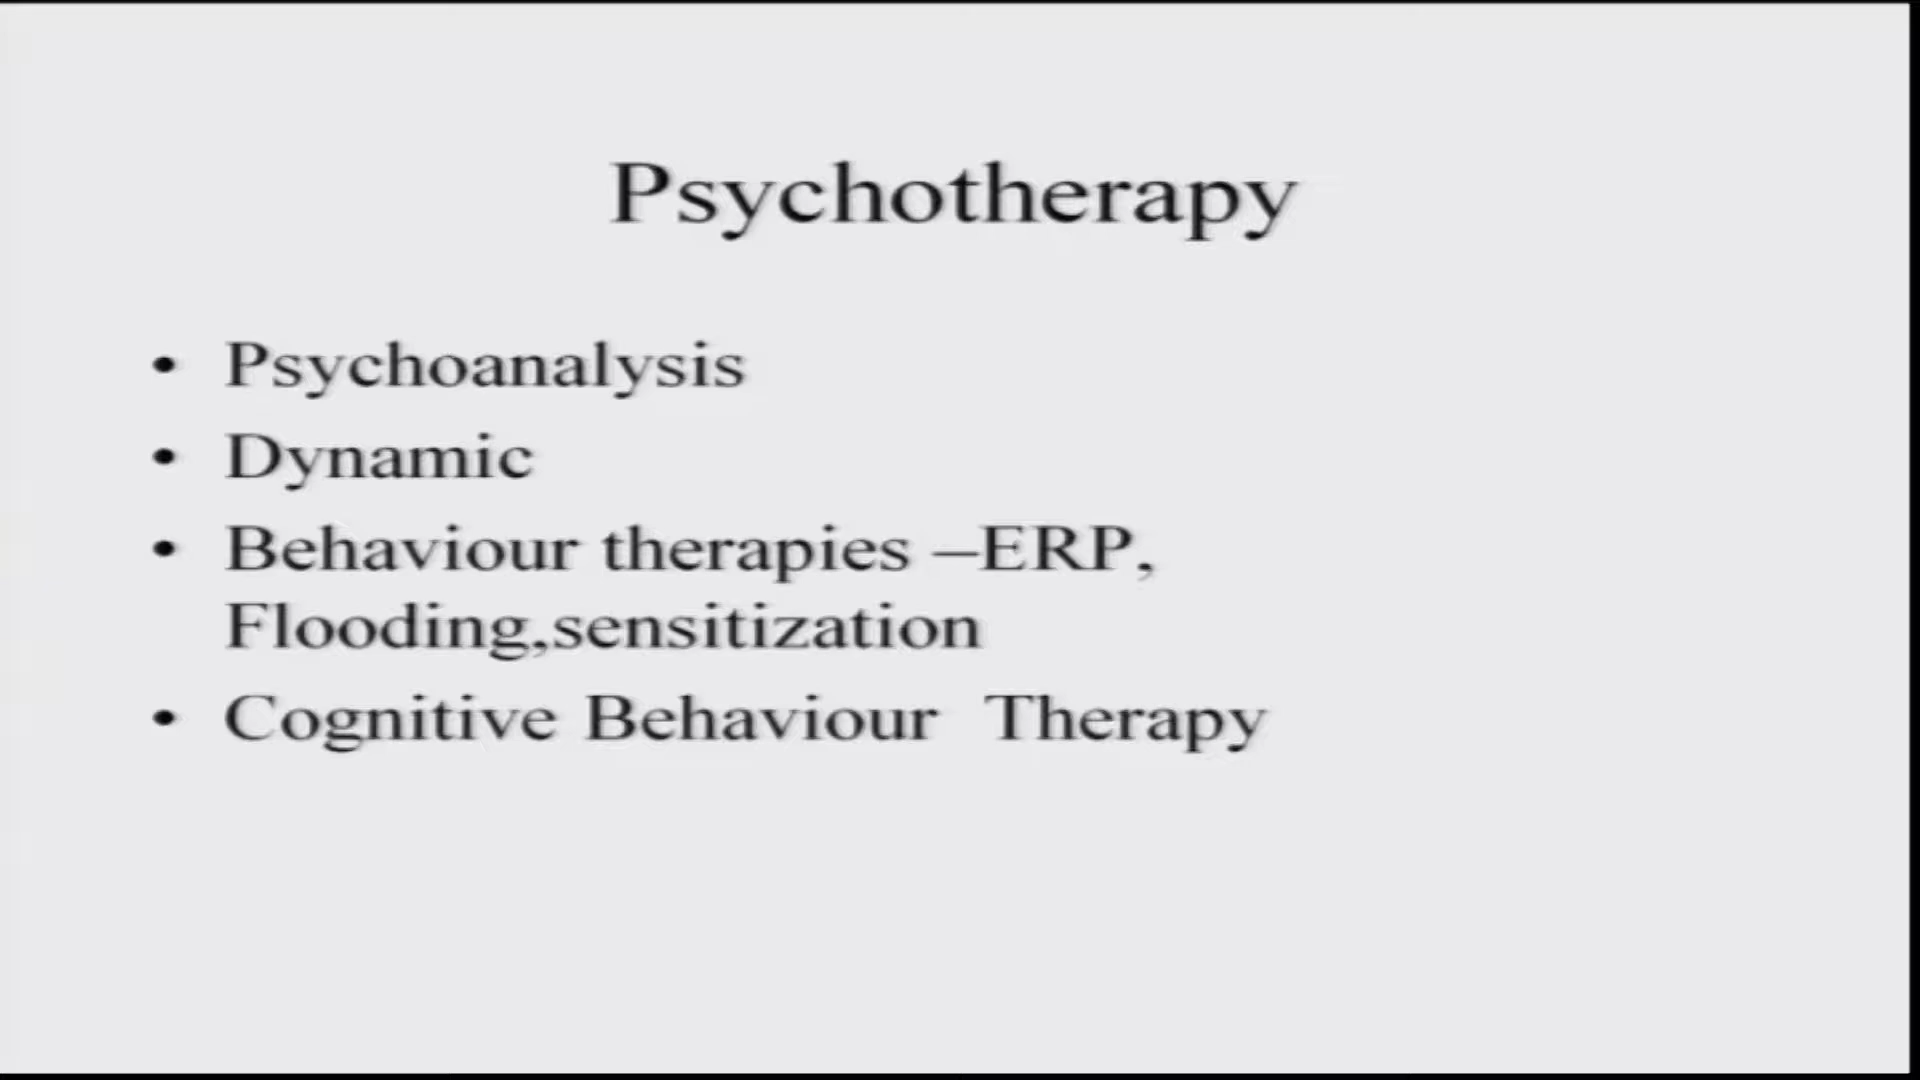 Psychotherapy
• Psychoanalysis
• Dynamic
• Behaviour therapies –ERP,
Flooding,sensitization
• Cognitive Behaviour Therapy